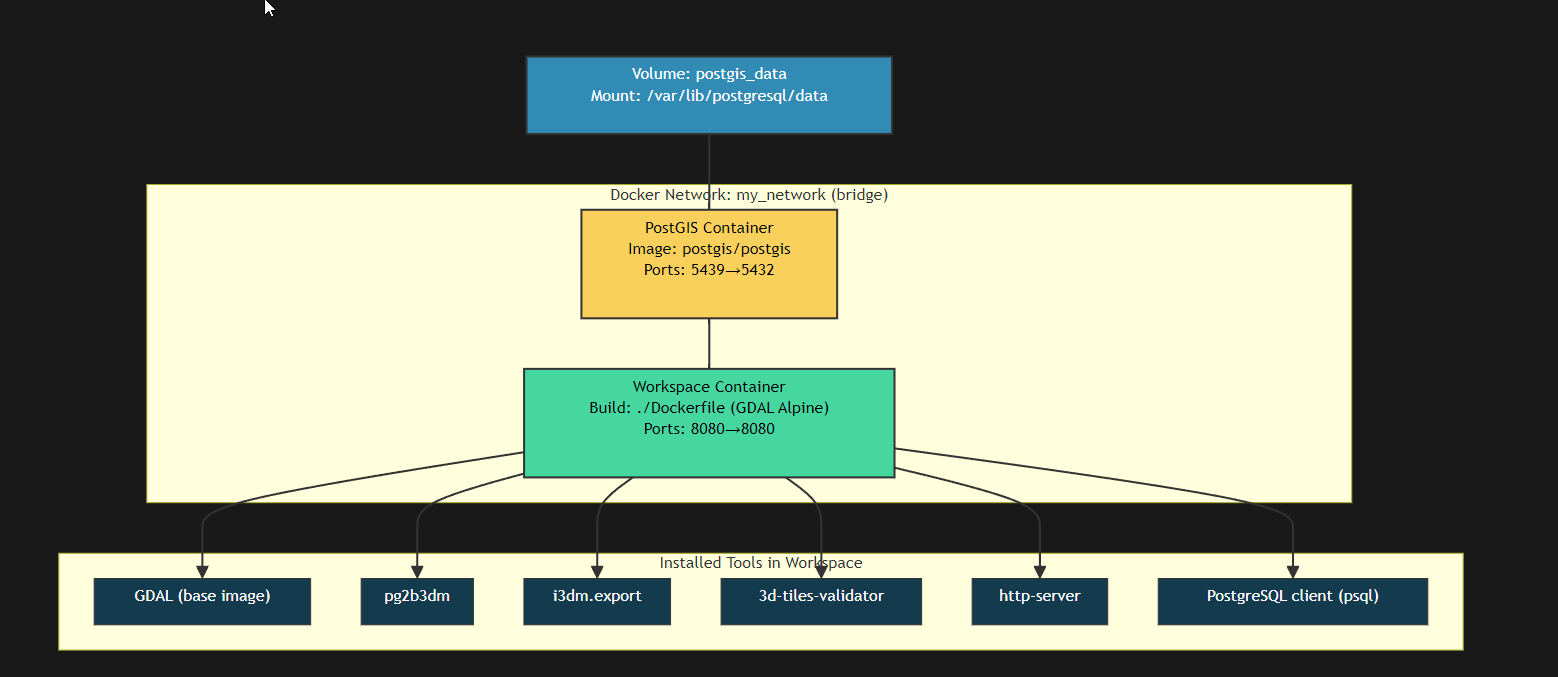 Volume: postgis_data
Mount: /var/lib/postgresql/data
Docker Network: my_network (bridge)
PostGIS Container
Image: postgis/postgis
Ports: 5439→5432
Workspace Container
Build: ./Dockerfile (GDAL Alpine)
Ports: 8080→8080
Installed Tools in Workspace
GDAL (base image)
pg2b3dm
i3dm.export
3d-tiles-validator
http-server
PostgreSQL client (psql)